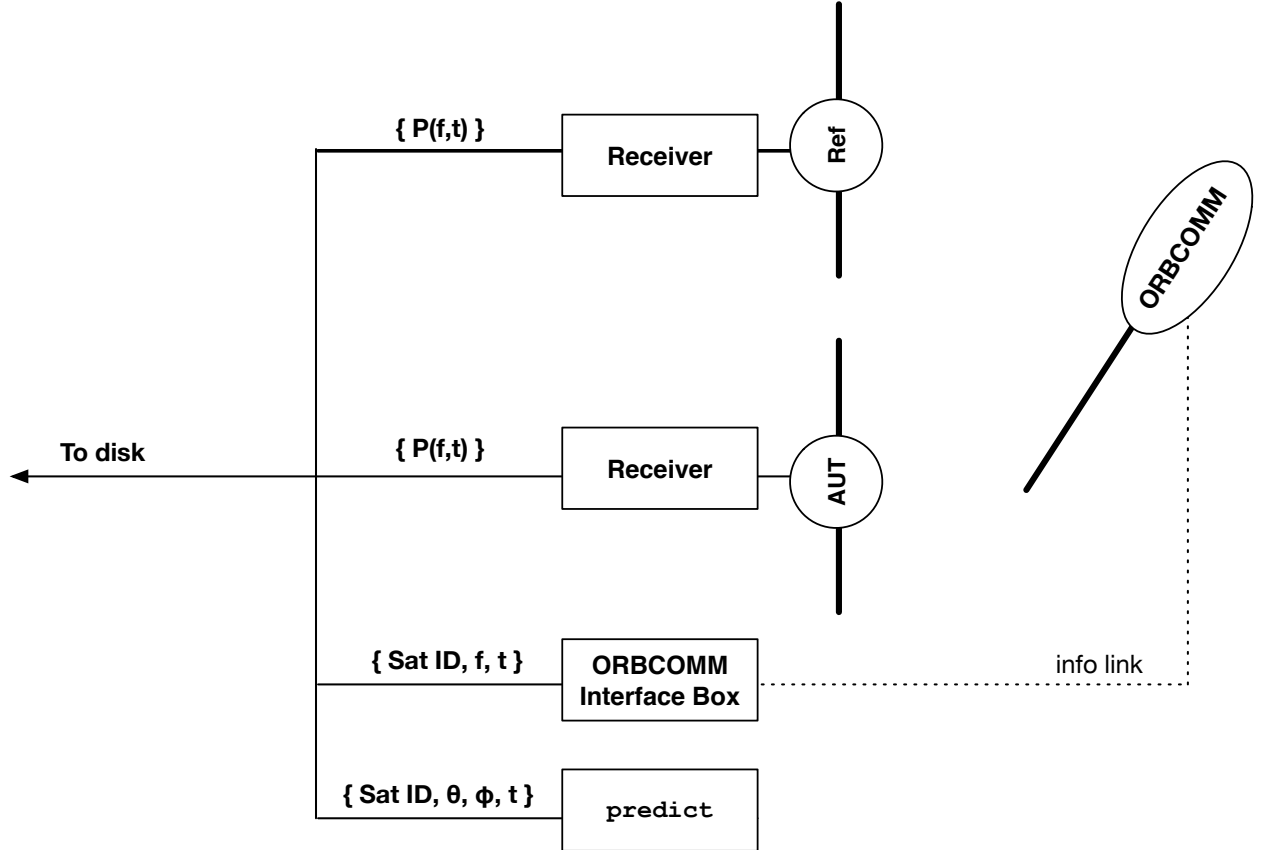 { P(f,t) }
Receiver
Ref
ORBCOMM
To disk
{ P(f,t) }
Receiver
AUT
{ Sat ID, f, t }
ORBCOMM
Interface Box
info link
{ Sat ID, θ, ϕ, t }
predict